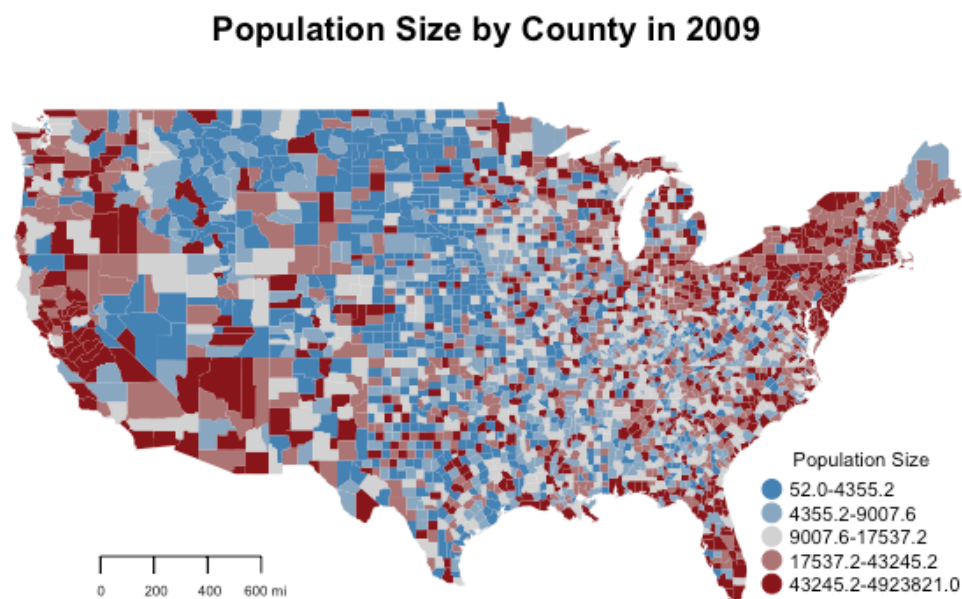 Population Size by County in 2009
Population Size
52.0-4355.2
4355.2-9007.6
9007.6-17537.2
17537.2-43245.2
43245.2-4923821.0
0 200 400 600 mi